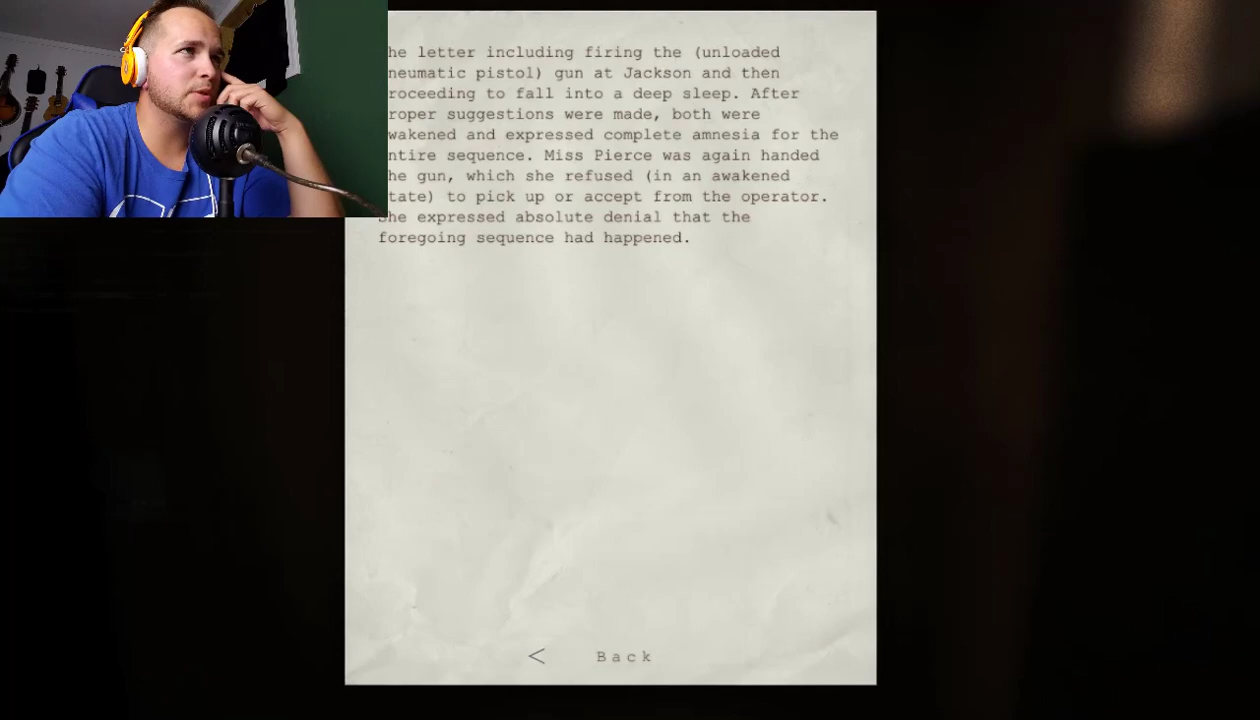 he letter including firing the (unloaded
neumatic pistol) gun at Jackson and then
roceeding to fall into a deep sleep. After
roper suggestions were made, both were
wakened and expressed complete amnesia for the
ntire sequence. Miss Pierce was again handed
he gun, which she refused (in an awakened
tate) to pick up or accept from the operator.
She expressed absolute denial that the
foregoing sequence had happened.
< Back